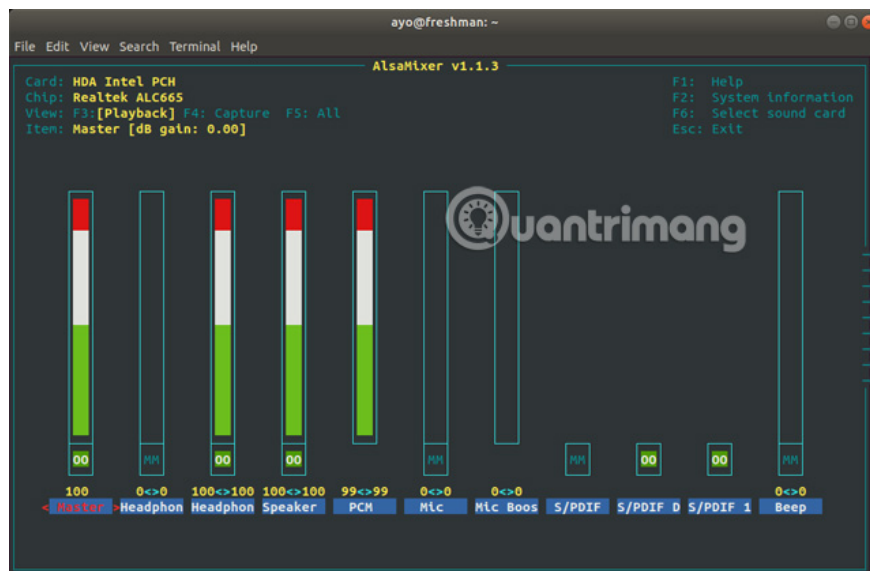 ayo@freshman: ~
File Edit View Search Terminal Help
AlsaMixer v1.1.3
Card: HDA Intel PCH F1: Help
Chip: Realtek ALC665 F2: System information
View: F3:[Playback] F4: Capture F5: All F6: Select sound card
Item: Master [dB gain: 0.00] Esc: Exit
Quantrimang
OO MM OO OO MM MM OO OO MM
100 0<>0 100<>100 100<>100 99<>99 0<>0 0<>0 0<>0
< Master >Headphon Headphon Speaker PCM Mic Mic Boos S/PDIF S/PDIF D S/PDIF 1 Beep